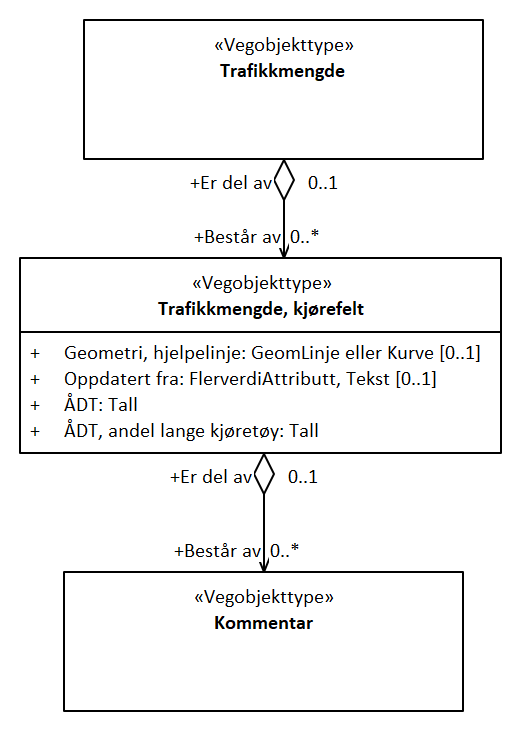 «Vegobjekttype»
Trafikkmengde
+Er del av 0..1
+Består av 0..*
«Vegobjekttype»
Trafikkmengde, kjørefelt
+ Geometri, hjelpelinje: GeomLinje eller Kurve [0..1]
+ Oppdatert fra: FlerverdiAttributt, Tekst [0..1]
+ ÅDT: Tall
+ ÅDT, andel lange kjøretøy: Tall
+Er del av 0..1
+Består av 0..*
«Vegobjekttype»
Kommentar